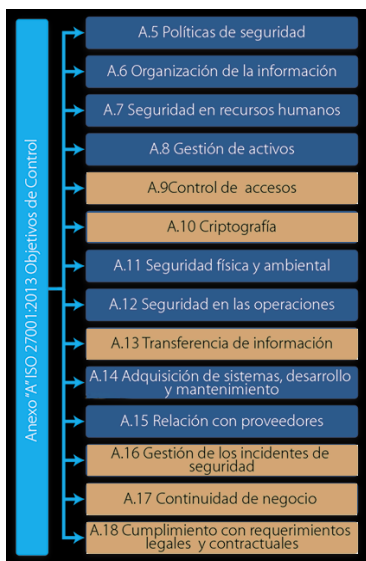 Anexo "A" ISO 27001:2013 Objetivos de Control
A.5 Políticas de seguridad
A.6 Organización de la información
A.7 Seguridad en recursos humanos
A.8 Gestión de activos
A.9Control de accesos
A.10 Criptografía
A.11 Seguridad física y ambiental
A.12 Seguridad en las operaciones
A.13 Transferencia de información
A.14 Adquisición de sistemas, desarrollo
y mantenimiento
A.15 Relación con proveedores
A.16 Gestión de los incidentes de
seguridad
A.17 Continuidad de negocio
A.18 Cumplimiento con requerimientos
legales y contractuales